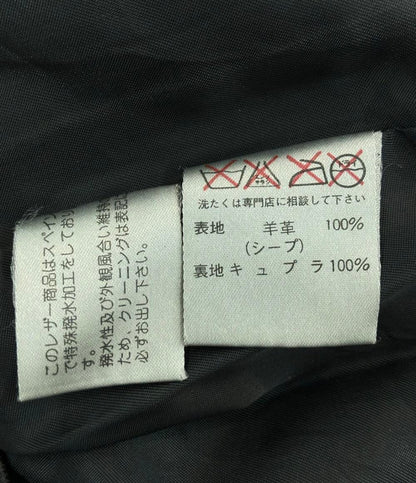 洗たくは専門店に相談して下さい
表地 羊革 100%
(シープ)
裏地 キュプラ 100%
このレザー商品はスペイン
で特殊撥水加工をしておい
す。
撥水性及び外観風合い維持
ため、クリーニングは表記
必ずお出し下さい。